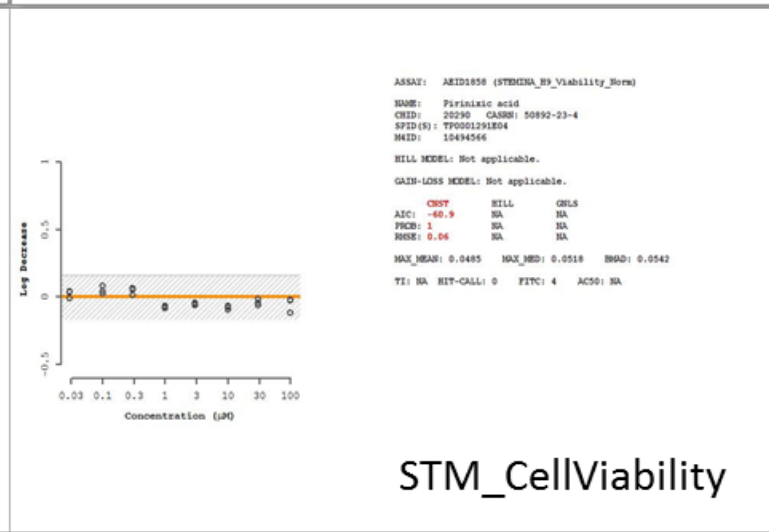 ASSAY: AEID1858 (STEMINA_H9_Viability_Norm)
NAME: Pirinixic acid
CHID: 20290 CASRN: 50892-23-4
SPID(S): TP0001291E04
M4ID: 10494566
HILL MODEL: Not applicable.
GAIN-LOSS MODEL: Not applicable.
CNST HILL GNLS
AIC: -60.9 NA NA
PROB: 1 NA NA
RMSE: 0.06 NA NA
MAX_MEAN: 0.0485 MAX_MED: 0.0518 BMAD: 0.0542
TI: NA HIT-CALL: 0 FITC: 4 AC50: NA
Log Decrease
1
0.5
0
-0.5
0.03 0.1 0.3 1 3 10 30 100
Concentration (µM)
STM_CellViability